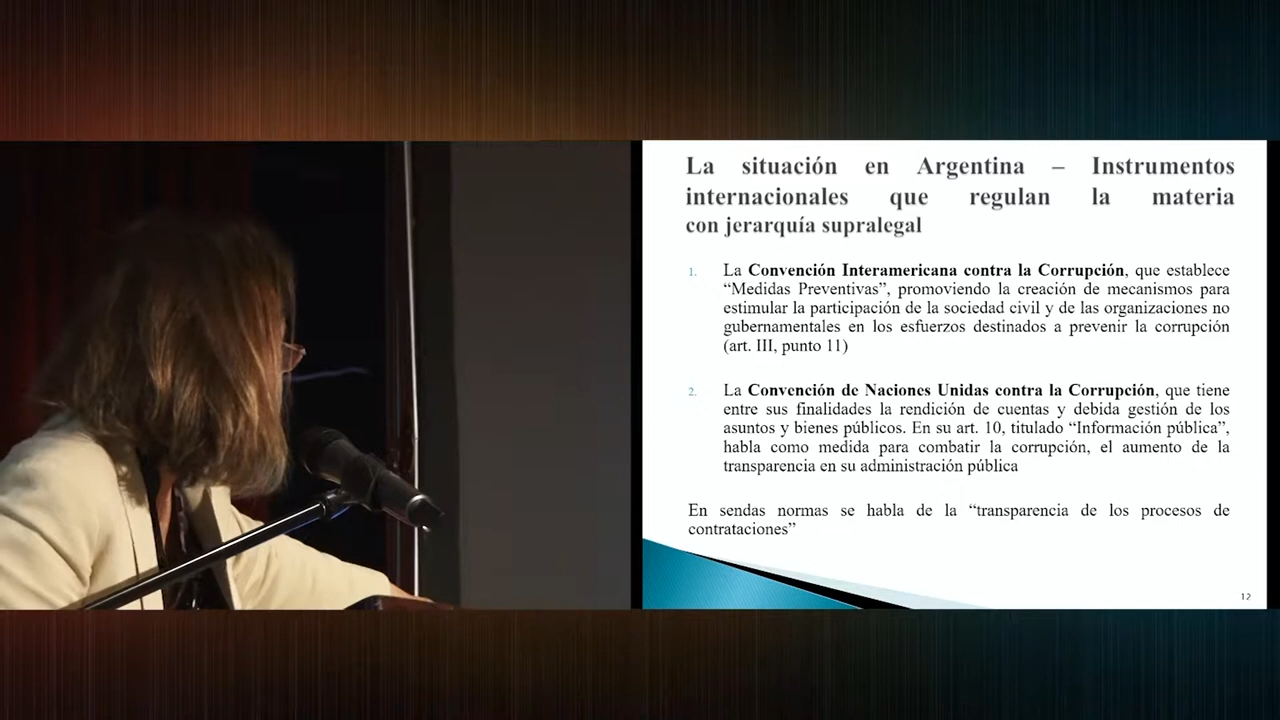 La situación en Argentina – Instrumentos
internacionales que regulan la materia
con jerarquía supralegal
1. La Convención Interamericana contra la Corrupción, que establece
“Medidas Preventivas”, promoviendo la creación de mecanismos para
estimular la participación de la sociedad civil y de las organizaciones no
gubernamentales en los esfuerzos destinados a prevenir la corrupción
(art. III, punto 11)
2. La Convención de Naciones Unidas contra la Corrupción, que tiene
entre sus finalidades la rendición de cuentas y debida gestión de los
asuntos y bienes públicos. En su art. 10, titulado “Información pública”,
habla como medida para combatir la corrupción, el aumento de la
transparencia en su administración pública
En sendas normas se habla de la “transparencia de los procesos de
contrataciones”
12